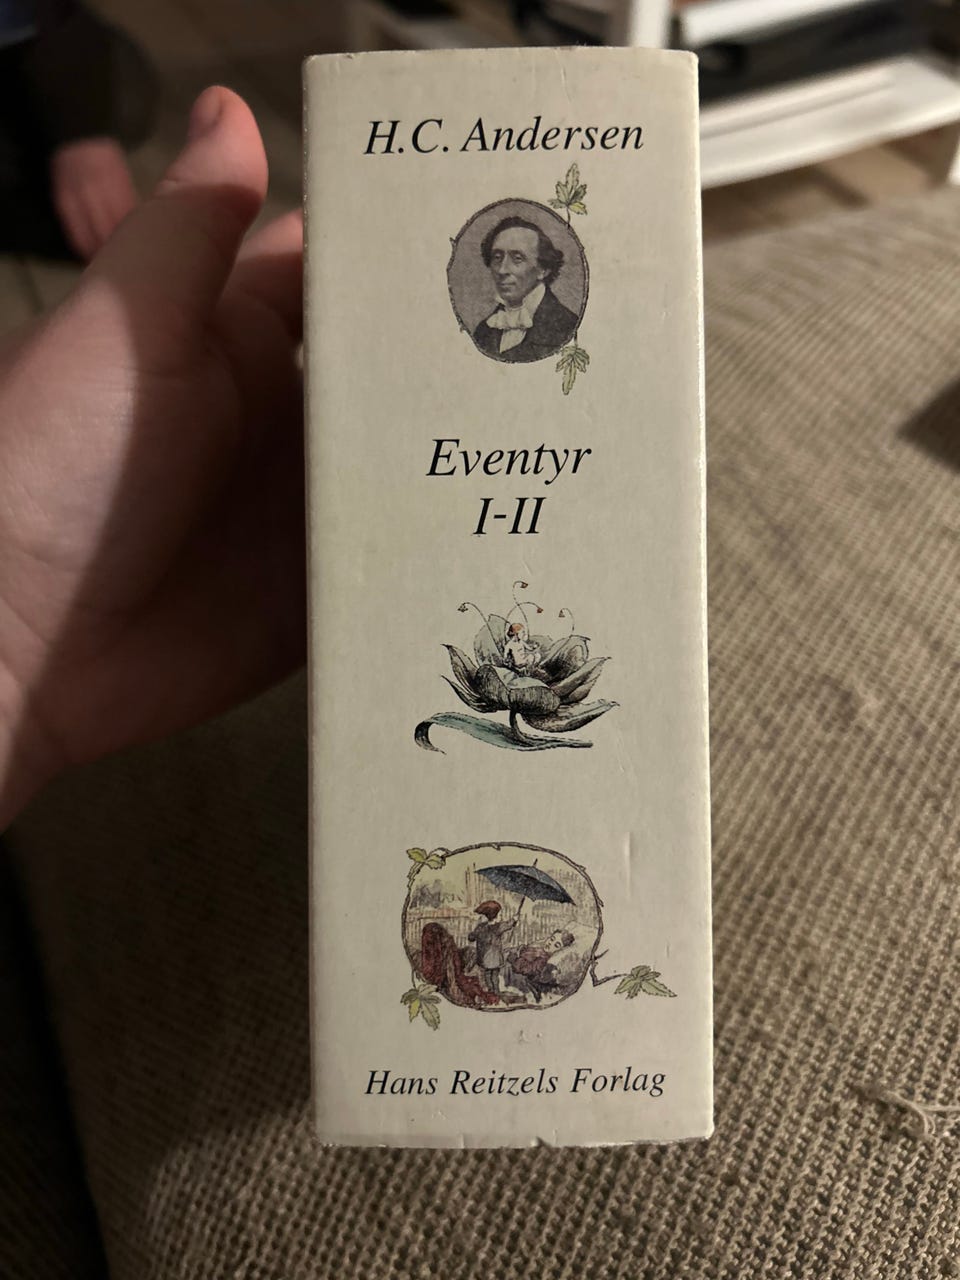 H.C. Andersen
Eventyr
I-II
Hans Reitzels Forlag